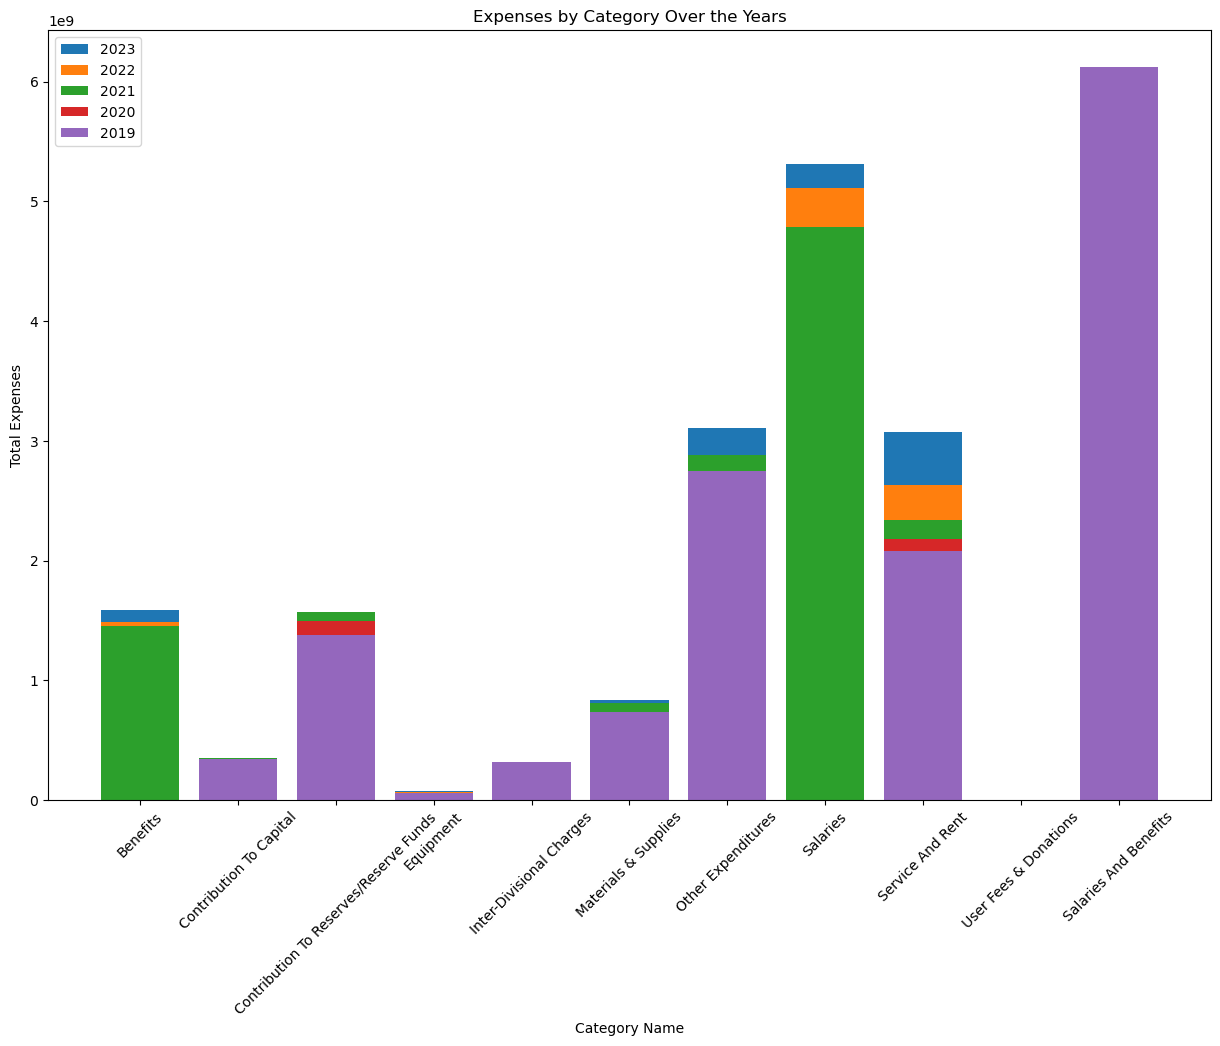 Expenses by Category Over the Years
1e9
2023
2022
2021
2020
2019
6
5
4
3
2
1
0
Total Expenses
Benefits
Contribution To Capital
Contribution To Reserves/Reserve Funds
Equipment
Inter-Divisional Charges
Materials & Supplies
Other Expenditures
Salaries
Service And Rent
User Fees & Donations
Salaries And Benefits
Category Name